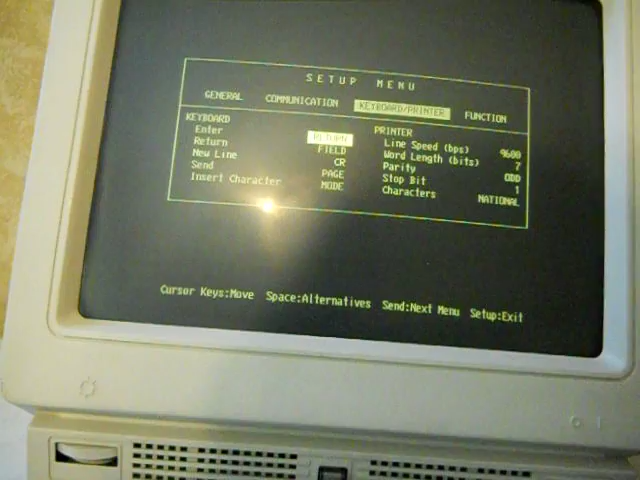 SETUP MENU
GENERAL COMMUNICATION KEYBOARD/PRINTER FUNCTION
KEYBOARD
Enter RETURN
Return FIELD
New Line CR
Send PAGE
Insert Character MODE
PRINTER
Line Speed (bps) 9600
Word Length (bits) 7
Parity ODD
Stop Bit 1
Characters NATIONAL
Cursor Keys:Move Space:Alternatives Send:Next Menu Setup:Exit